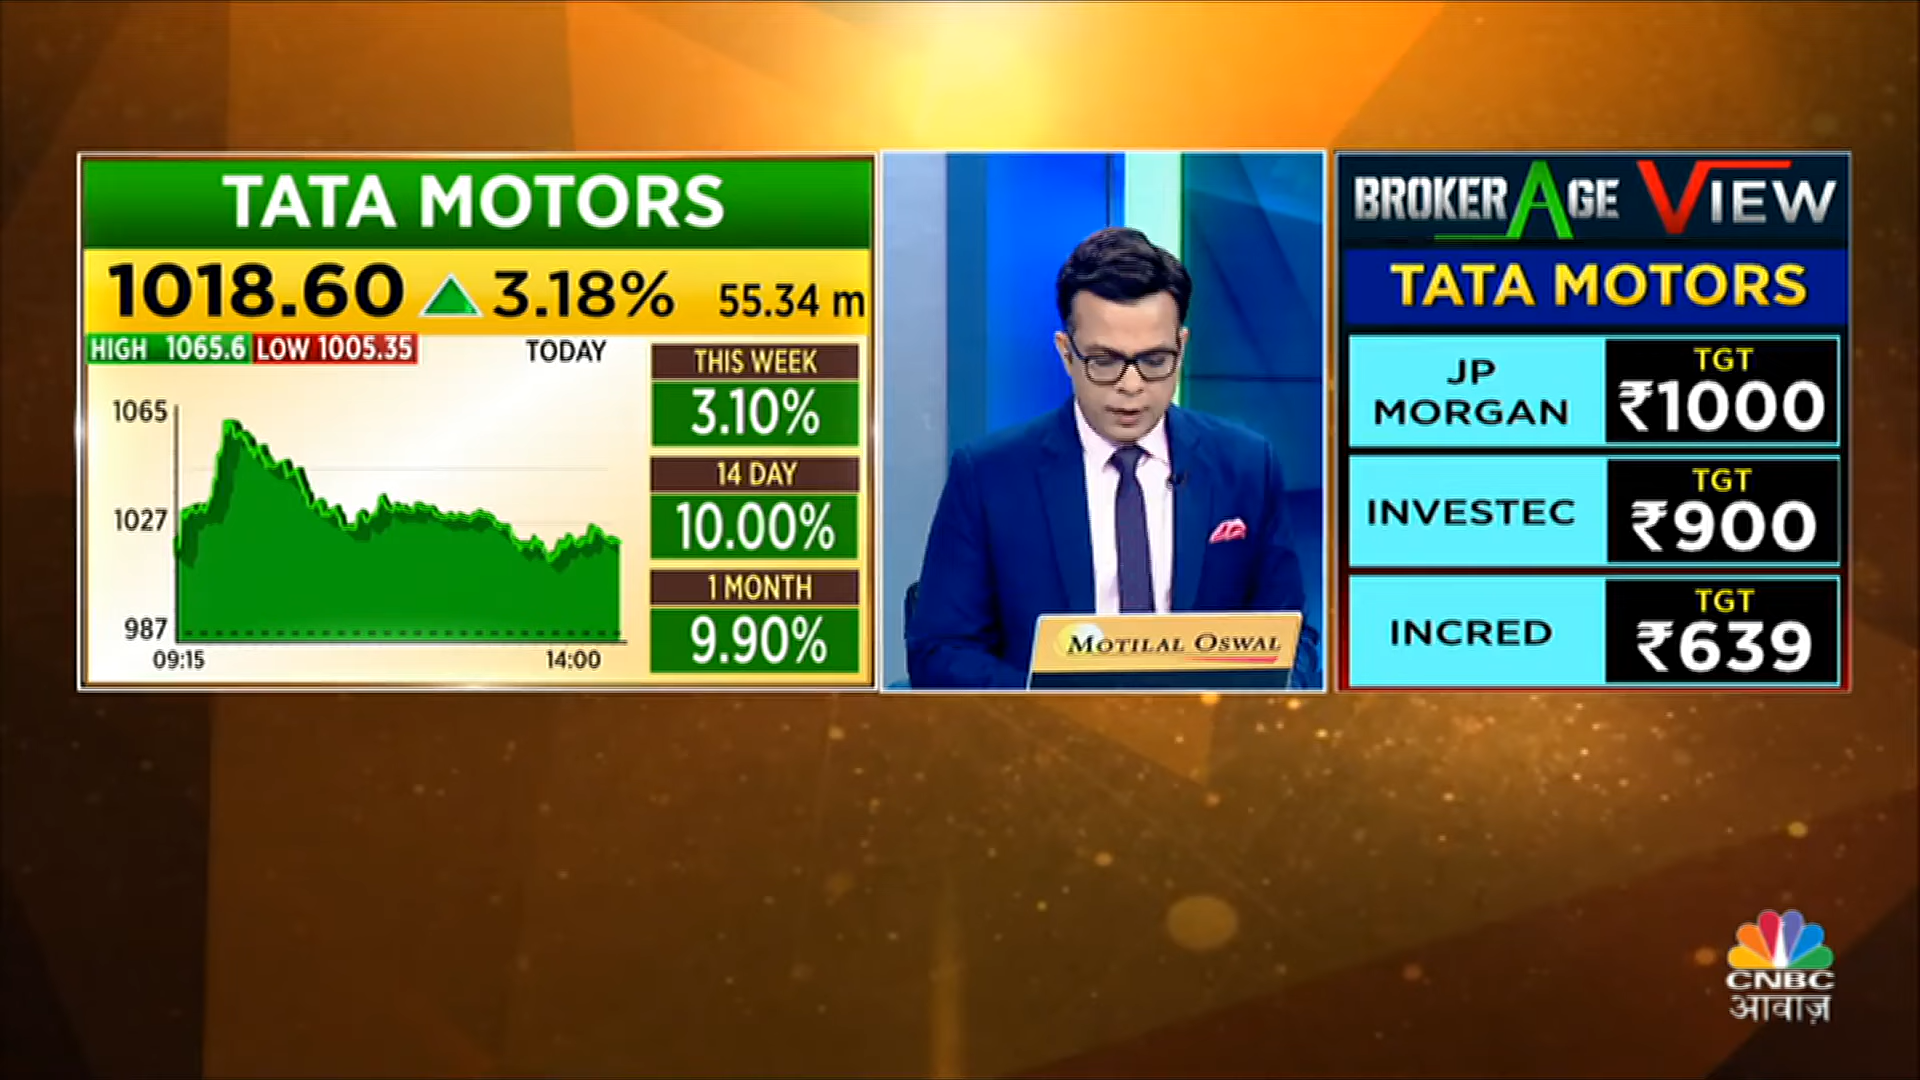 TATA MOTORS
1018.60 ▲ 3.18% 55.34 m
HIGH 1065.6 LOW 1005.35
TODAY
1065
1027
987
09:15 14:00
THIS WEEK
3.10%
14 DAY
10.00%
1 MONTH
9.90%
MOTILAL OSWAL
BROKERAGE VIEW
TATA MOTORS
JP
MORGAN
TGT
₹1000
INVESTEC
TGT
₹900
INCRED
TGT
₹639
CNBC
आवाज़